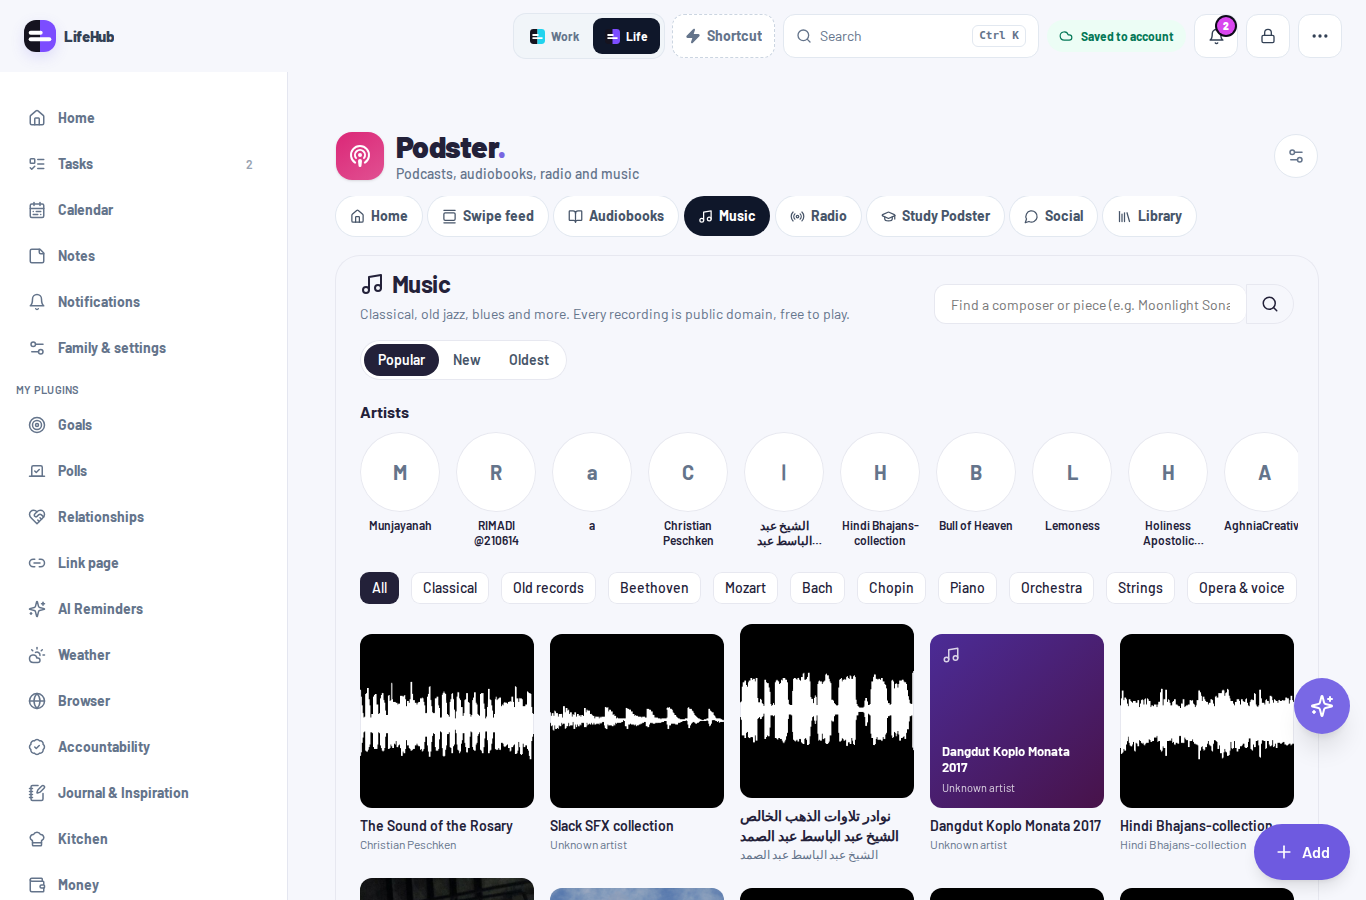 LifeHub
Work
Life
Shortcut
Search
Ctrl K
Saved to account
2
Home
Tasks
2
Calendar
Notes
Notifications
Family & settings
MY PLUGINS
Goals
Polls
Relationships
Link page
AI Reminders
Weather
Browser
Accountability
Journal & Inspiration
Kitchen
Money
Podster.
Podcasts, audiobooks, radio and music
Home
Swipe feed
Audiobooks
Music
Radio
Study Podster
Social
Library
Music
Classical, old jazz, blues and more. Every recording is public domain, free to play.
Find a composer or piece (e.g. Moonlight Sona
Popular
New
Oldest
Artists
M
R
a
C
ا
H
B
L
H
A
Munjayanah
RIMADI
@210614
a
Christian
Peschken
الشيخ عبد
الباسط عبد...
Hindi Bhajans-
collection
Bull of Heaven
Lemoness
Holiness
Apostolic...
AghniaCreativ
All
Classical
Old records
Beethoven
Mozart
Bach
Chopin
Piano
Orchestra
Strings
Opera & voice
Dangdut Koplo Monata
2017
Unknown artist
The Sound of the Rosary
Christian Peschken
Slack SFX collection
Unknown artist
نوادر تلاوات الذهب الخالص
الشيخ عبد الباسط عبد الصمد
الشيخ عبد الباسط عبد الصمد
Dangdut Koplo Monata 2017
Unknown artist
Hindi Bhajans-collection
Hindi Bhajans-collection
Add